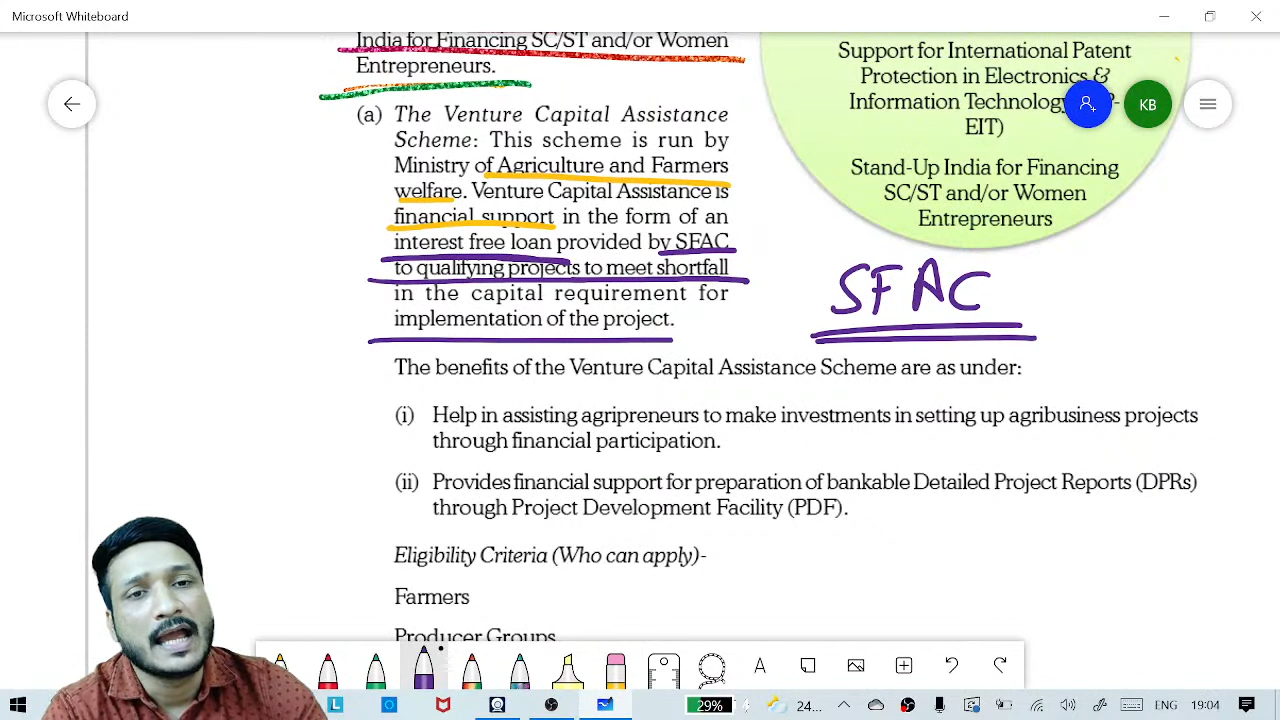 Microsoft Whiteboard
India for Financing SC/ST and/or Women
Entrepreneurs.
(a) The Venture Capital Assistance
Scheme: This scheme is run by
Ministry of Agriculture and Farmers
welfare. Venture Capital Assistance is
financial support in the form of an
interest free loan provided by SFAC
to qualifying projects to meet shortfall
in the capital requirement for
implementation of the project.
Support for International Patent
Protection in Electronics &
Information Technology
EIT)
Stand-Up India for Financing
SC/ST and/or Women
Entrepreneurs
KB
SFAC
The benefits of the Venture Capital Assistance Scheme are as under:
(i) Help in assisting agripreneurs to make investments in setting up agribusiness projects
through financial participation.
(ii) Provides financial support for preparation of bankable Detailed Project Reports (DPRs)
through Project Development Facility (PDF).
Eligibility Criteria (Who can apply)-
Farmers
Producer Groups
29%
24...
ENG
19:04